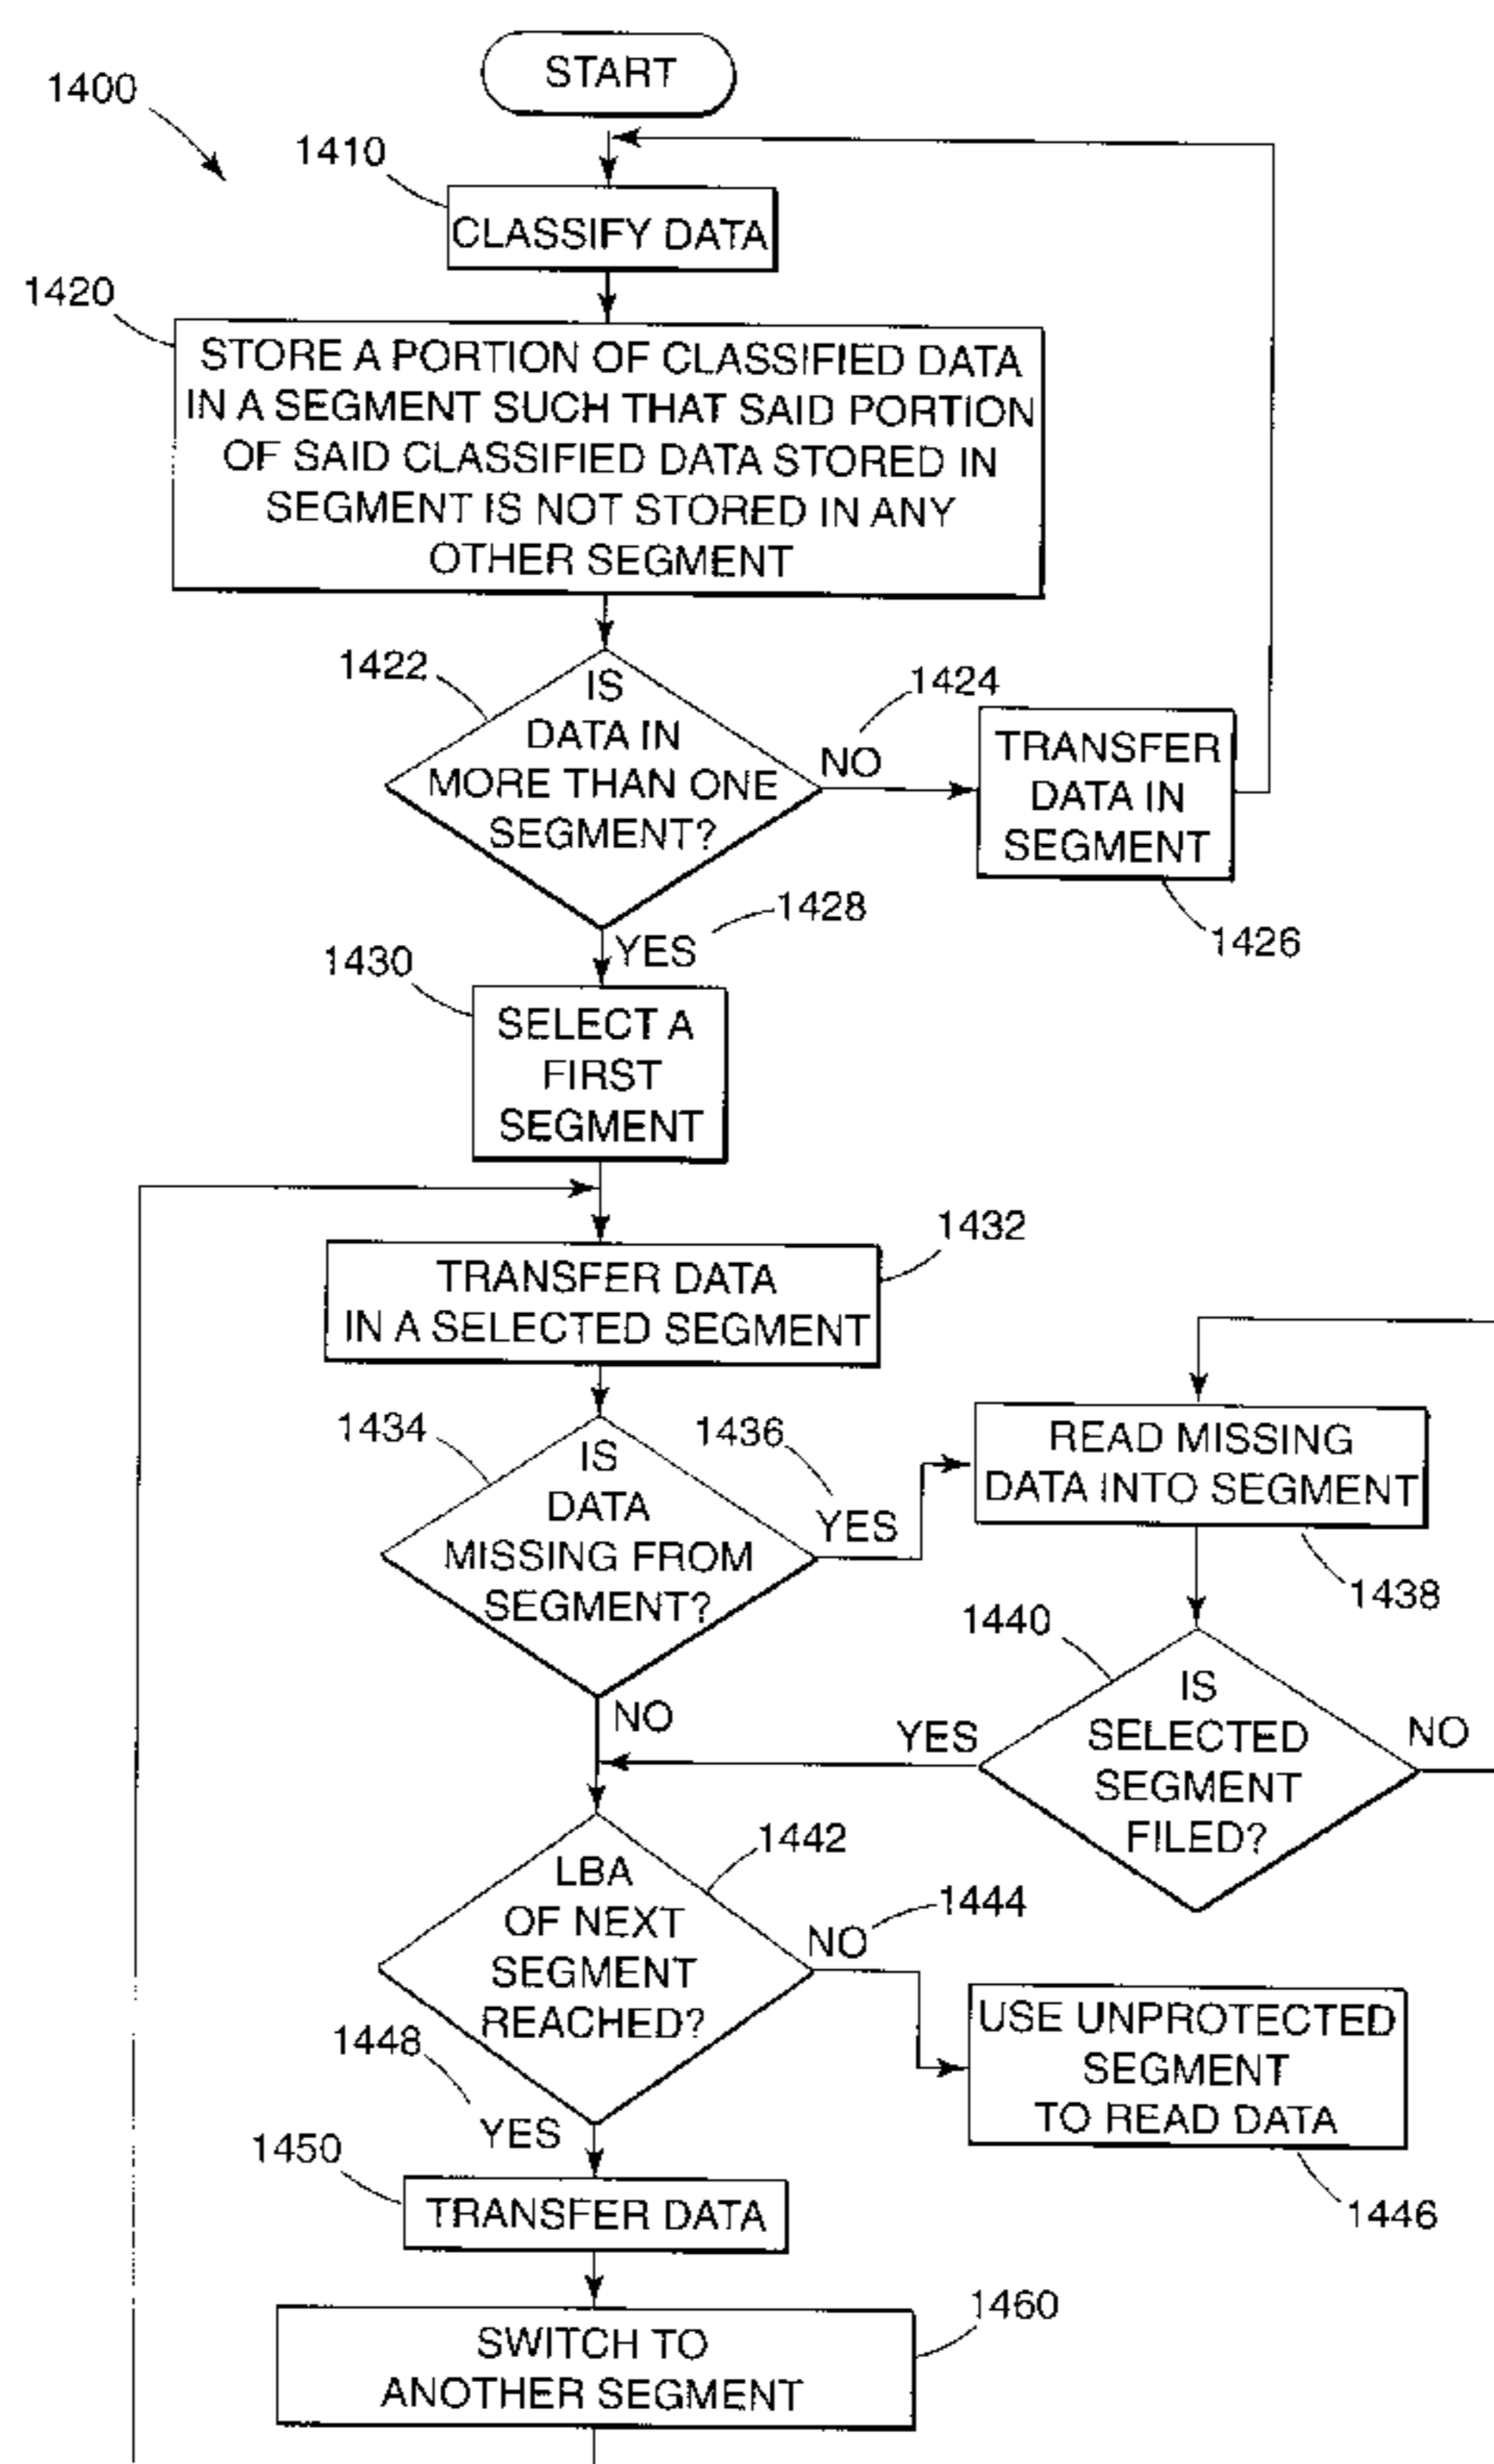 START
1400
1410
CLASSIFY DATA
1420
STORE A PORTION OF CLASSIFIED DATA
IN A SEGMENT SUCH THAT SAID PORTION
OF SAID CLASSIFIED DATA STORED IN
SEGMENT IS NOT STORED IN ANY
OTHER SEGMENT
1422
IS
DATA IN
MORE THAN ONE
SEGMENT?
1424
NO
TRANSFER
DATA IN
SEGMENT
1426
1428
YES
1430
SELECT A
FIRST
SEGMENT
1432
TRANSFER DATA
IN A SELECTED SEGMENT
1434
IS
DATA
MISSING FROM
SEGMENT?
1436
YES
READ MISSING
DATA INTO SEGMENT
1438
NO
1440
IS
SELECTED
SEGMENT
FILED?
YES
NO
1442
LBA
OF NEXT
SEGMENT
REACHED?
1444
NO
USE UNPROTECTED
SEGMENT
TO READ DATA
1446
1448
YES
1450
TRANSFER DATA
1460
SWITCH TO
ANOTHER SEGMENT